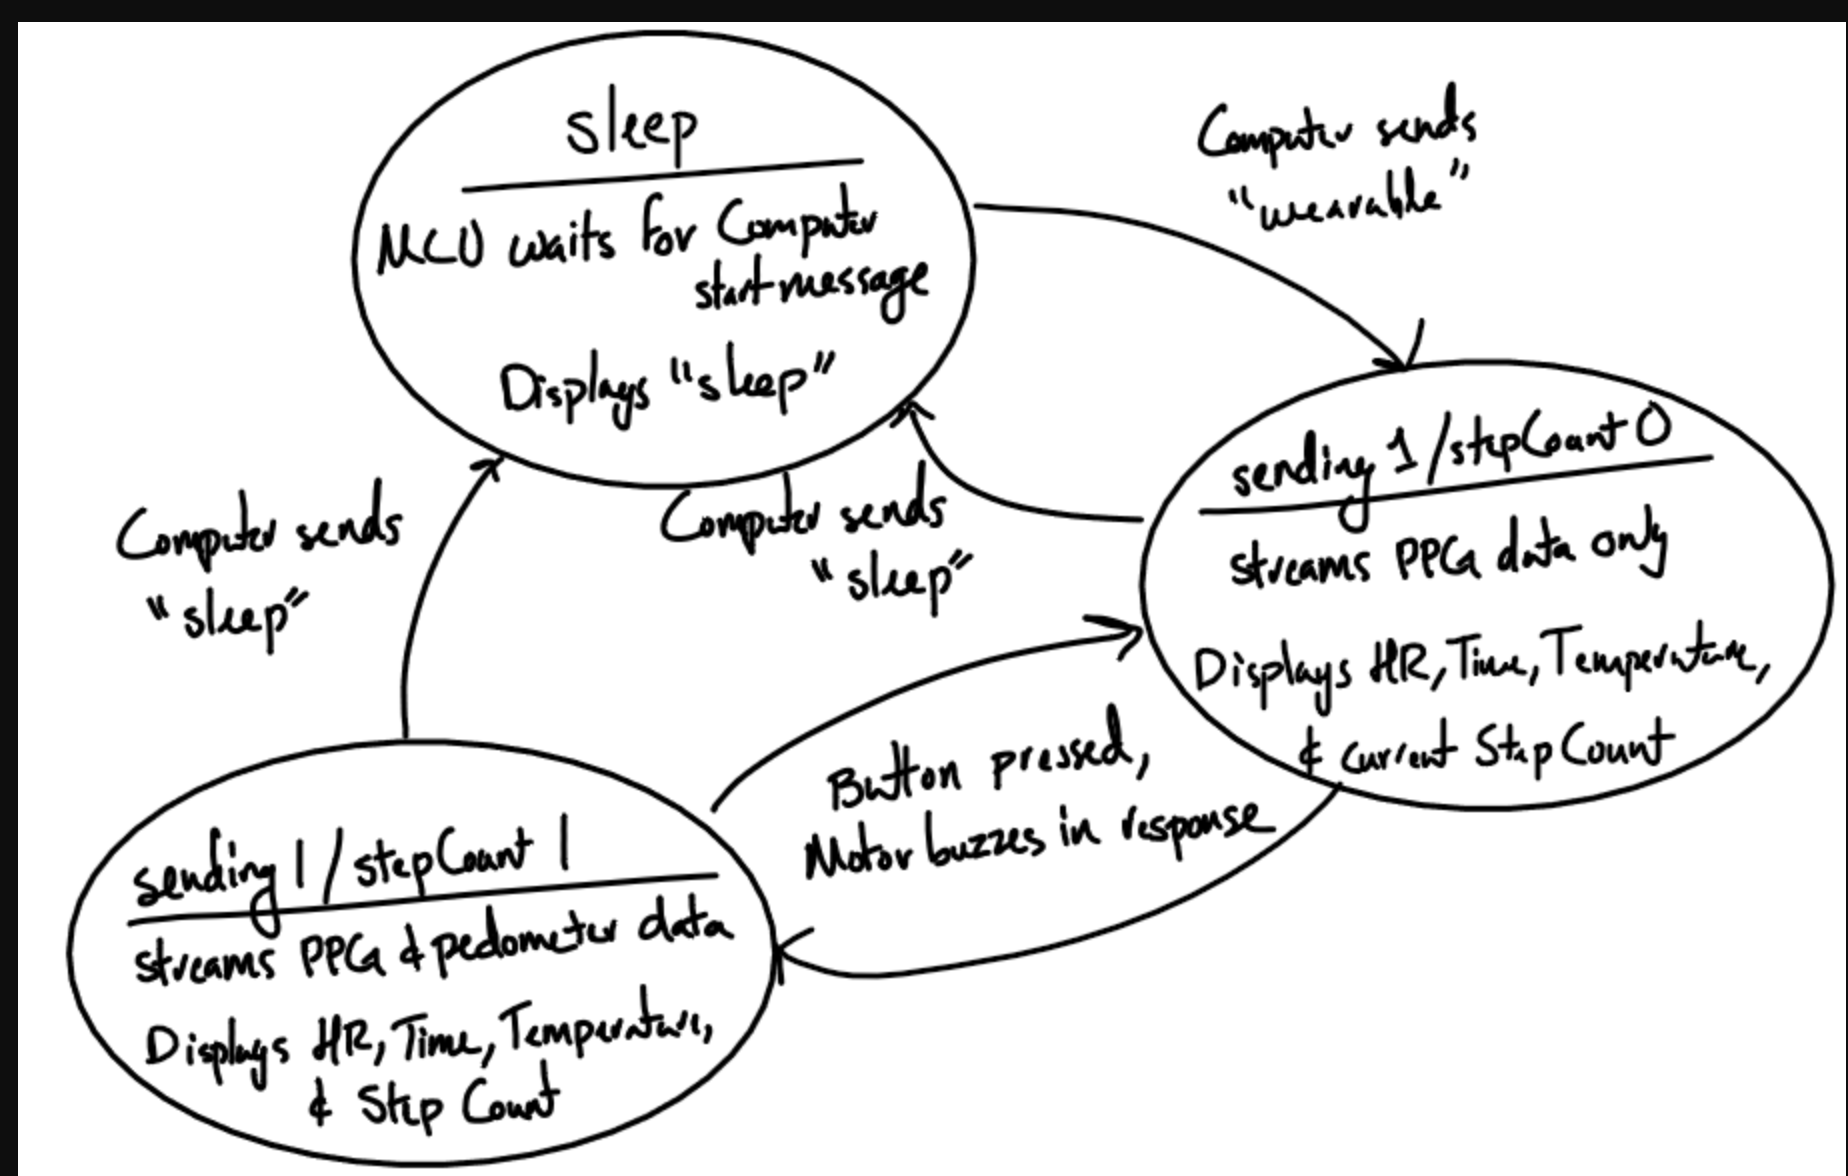 sleep
MCU waits for Computer
start message
Displays "sleep"
Computer sends
"wearable"
sending 1/stepCount 0
streams PPG data only
Displays HR, Time, Temperature,
& current Step Count
Computer sends
"sleep"
Computer sends
"sleep"
Button pressed,
Motor buzzes in response
sending 1/stepCount 1
streams PPG & pedometer data
Displays HR, Time, Temperature,
& Step Count